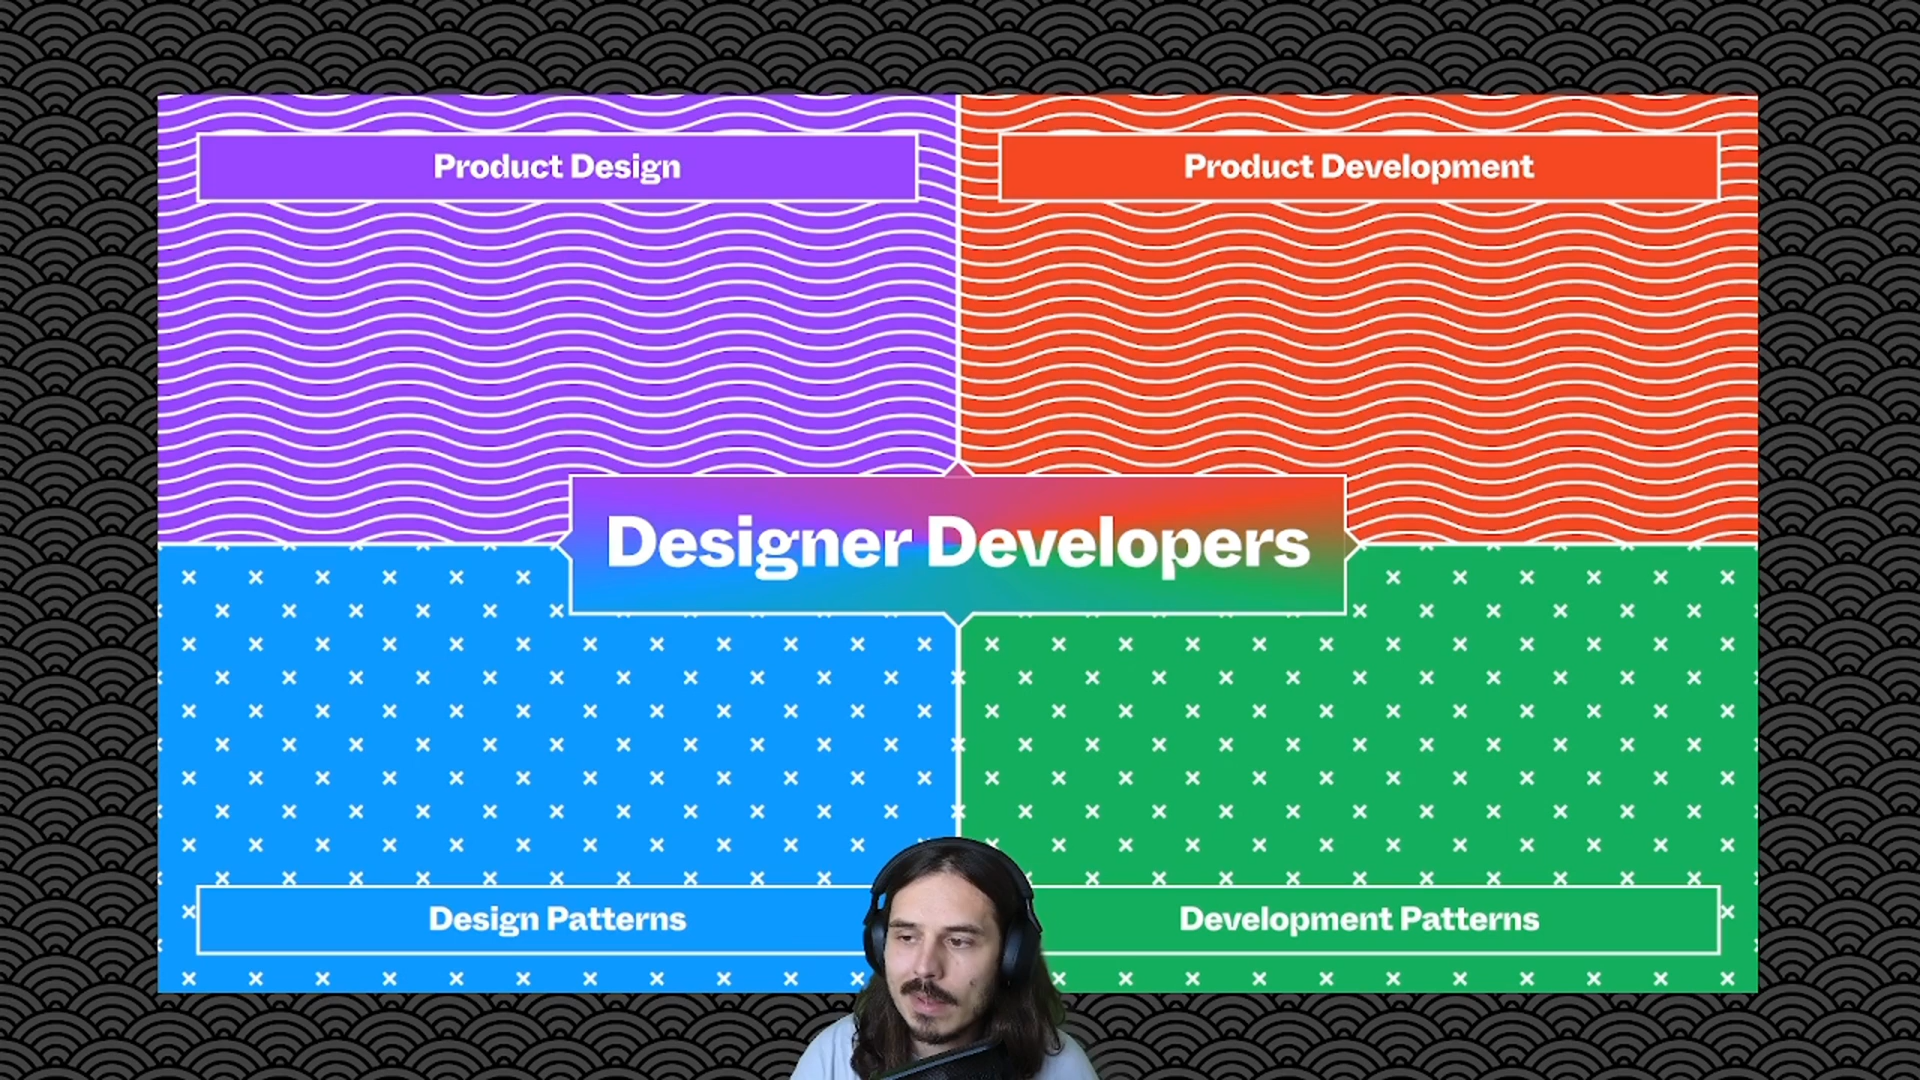 Product Design
Product Development
Designer Developers
Design Patterns
Development Patterns